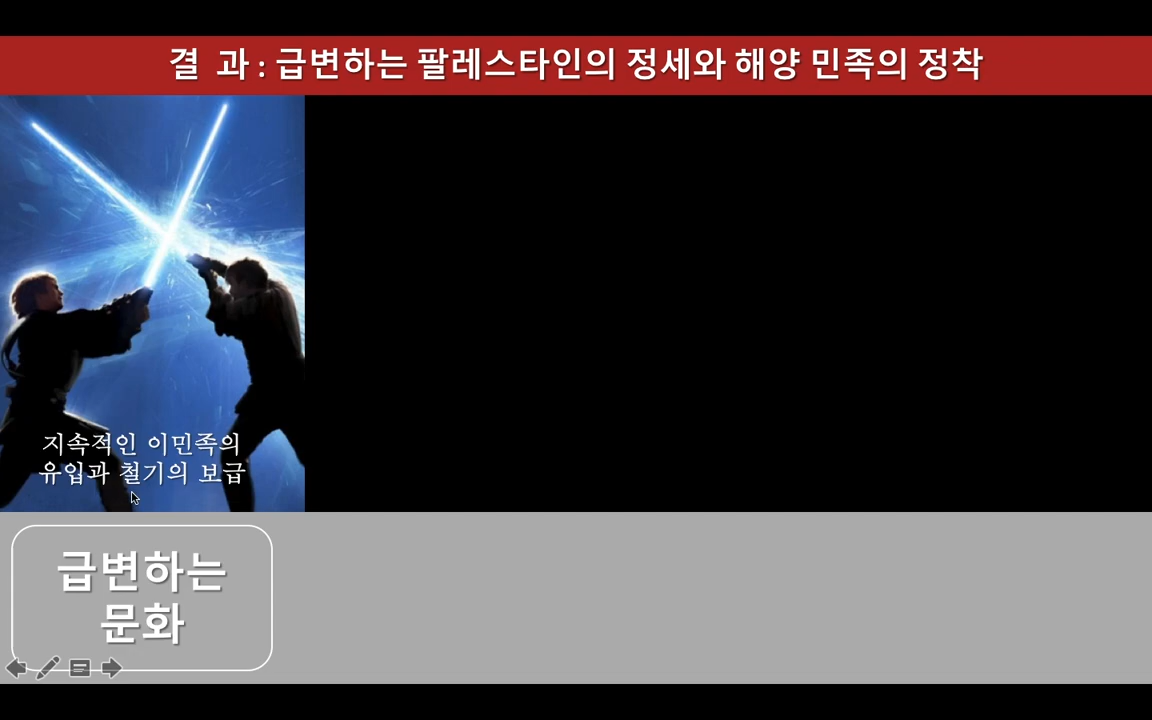 결 과 : 급변하는 팔레스타인의 정세와 해양 민족의 정착
지속적인 이민족의
유입과 철기의 보급
급변하는
문화